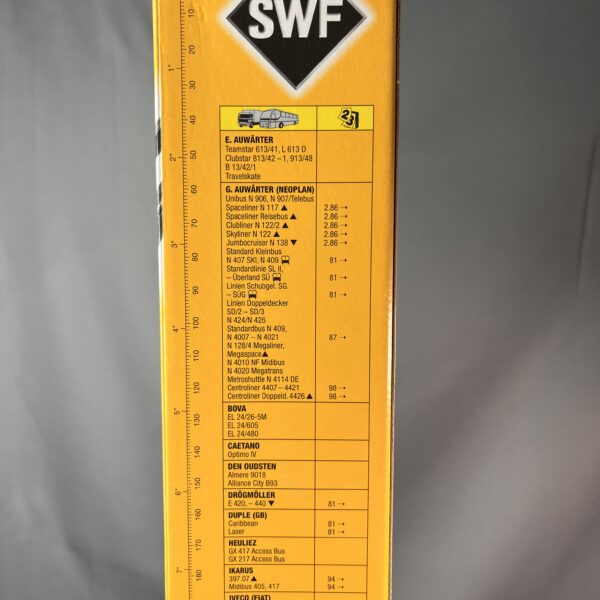 SWF
23
E. AUWÄRTER
Teamstar 613/41, L 613 D
Clubstar 813/42 –1, 913/48
B 13/42/1
Travelskate
G. AUWÄRTER (NEOPLAN)
Unibus N 906, N 907/Telebus
Spaceliner N 117 ▲ 2.86 →
Spaceliner Reisebus ▲ 2.86 →
Clubliner N 122/2 ▲ 2.86 →
Skyliner N 122 ▲ 2.86 →
Jumbocruiser N 138 ▼ 2.86 →
Standard Kleinbus
N 407 SKI, N 409 81 →
Standardlinie SL II,
– Überland SÜ 81 →
Linien Schubgel. SG.
– SÜG 81 →
Linien Doppeldecker
SD/2 – SD/3
N 424/N 426
Standardbus N 409,
N 4007 – N 4021 87 →
N 128/4 Megaliner,
Megaspace▲
N 4010 NF Midibus
N 4020 Megatrans
Metroshuttle N 4114 DE
Centroliner 4407– 4421 98 →
Centroliner Doppeld. 4426 ▲ 98 →
BOVA
EL 24/26-5M
EL 24/605
EL 24/480
CAETANO
Optimo IV
DEN OUDSTEN
Almere 9018
Alliance City B93
DRÖGMÖLLER
E 420, – 440 ▼ 81 →
DUPLE (GB)
Caribbean 81 →
Laser 81 →
HEULIEZ
GX 417 Access Bus
GX 217 Access Bus
IKARUS
397.07 ▲ 94 →
Midibus 405, 417 94 →
IVECO (FIAT)
10
1"
20
30
40
50
2"
60
70
3"
80
90
4"
100
110
120
5"
130
140
150
6"
160
170
7"
180